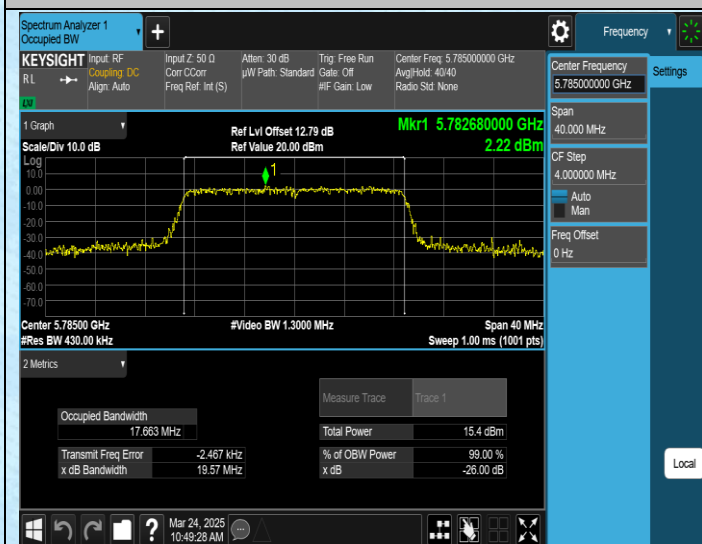 Spectrum Analyzer 1
Occupied BW
Frequency
KEYSIGHT
R L
LXI
Input: RF
Coupling: DC
Align: Auto
Input Z: 50 Ω
Corr CCorr
Freq Ref: Int (S)
Atten: 30 dB
µW Path: Standard
Trig: Free Run
Gate: Off
#IF Gain: Low
Center Freq: 5.785000000 GHz
Avg|Hold: 40/40
Radio Std: None
Center Frequency
5.785000000 GHz
Settings
Span
40.000 MHz
CF Step
4.000000 MHz
Auto
Man
Freq Offset
0 Hz
1 Graph
Scale/Div 10.0 dB
Ref Lvl Offset 12.79 dB
Ref Value 20.00 dBm
Mkr1 5.782680000 GHz
2.22 dBm
Log
10.0
0.00
-10.0
-20.0
-30.0
-40.0
-50.0
-60.0
-70.0
1
Center 5.78500 GHz
#Res BW 430.00 kHz
#Video BW 1.3000 MHz
Span 40 MHz
Sweep 1.00 ms (1001 pts)
2 Metrics
Measure Trace
Trace 1
Occupied Bandwidth
17.663 MHz
Total Power
15.4 dBm
Transmit Freq Error
-2.467 kHz
% of OBW Power
99.00 %
x dB Bandwidth
19.57 MHz
x dB
-26.00 dB
Local
Mar 24, 2025
10:49:28 AM